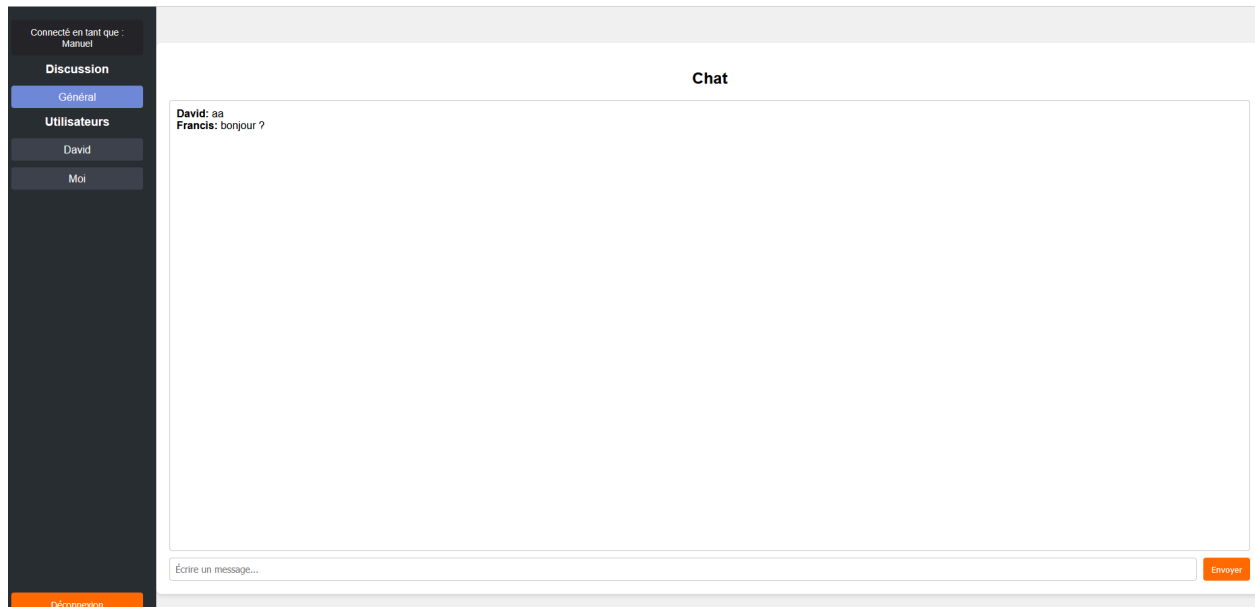 Connecté en tant que :
Manuel
Discussion
Général
Utilisateurs
David
Moi
Déconnexion
Chat
David: aa
Francis: bonjour ?
Écrire un message...
Envoyer